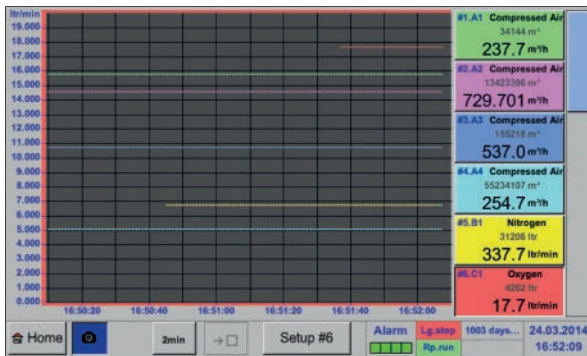 ltr/min
19.000
18.000
17.000
16.000
15.000
14.000
13.000
12.000
11.000
10.000
9.000
8.000
7.000
6.000
5.000
4.000
3.000
2.000
1.000
0.000
16:50:20 16:50:40 16:51:00 16:51:20 16:51:40 16:52:00
#1.A1 Compressed Air
34144 m³
237.7 m³/h
#2.A2 Compressed Air
13423396 m³
729.701 m³/h
#3.A3 Compressed Air
155218 m³
537.0 m³/h
#4.A4 Compressed Air
55234107 m³
254.7 m³/h
#5.B1 Nitrogen
31206 ltr
337.7 ltr/min
#6.C1 Oxygen
4262 ltr
17.7 ltr/min
Home
2min
Setup #6
Alarm
Lg.stop
Rp.run
1003 days...
24.03.2014
16:52:09